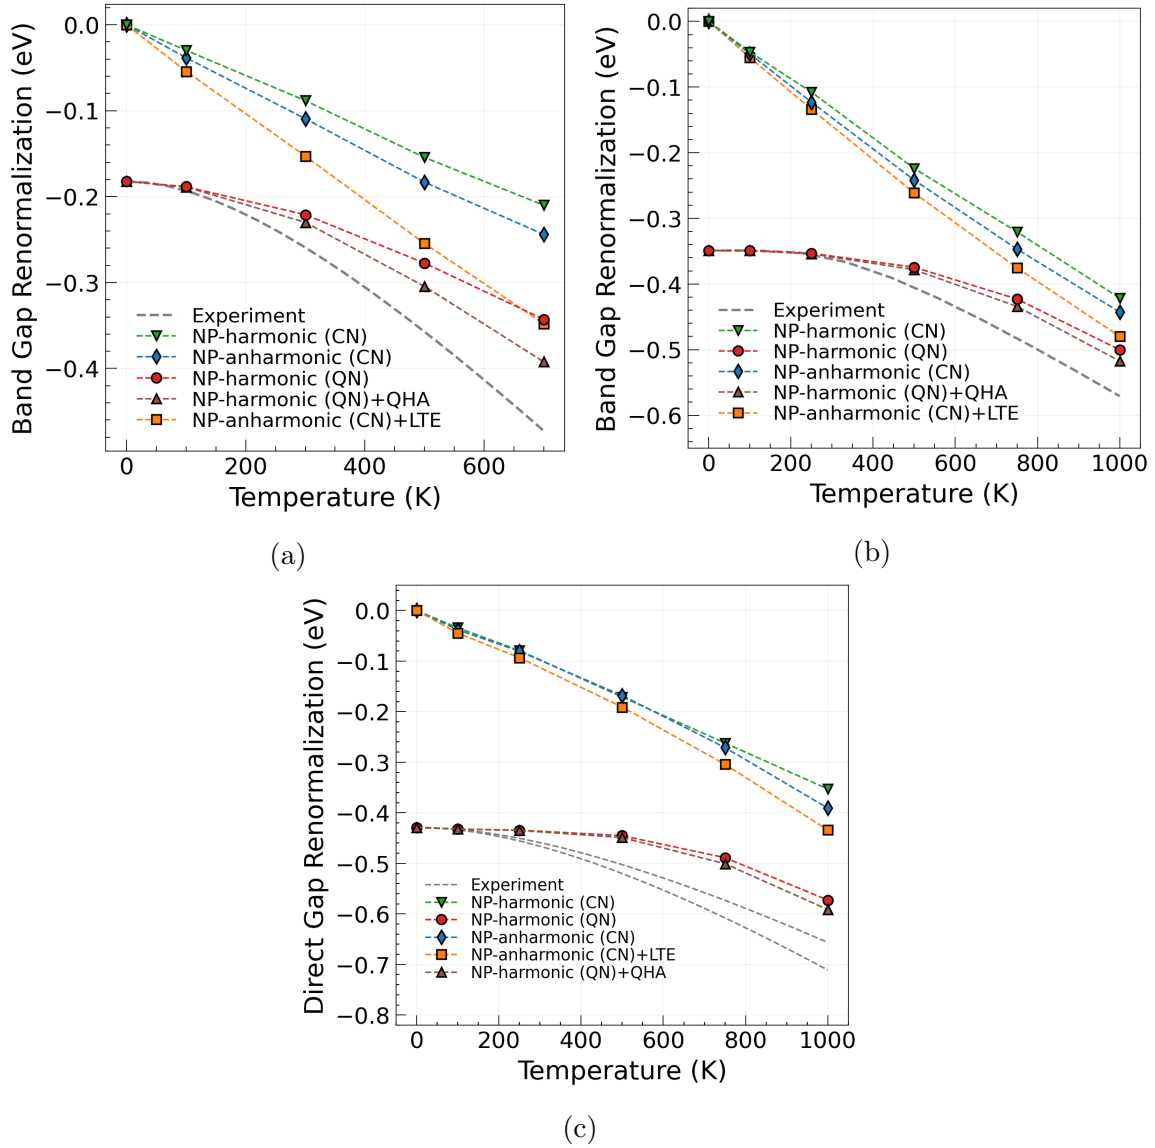 0.0
−0.1
−0.2
−0.3
−0.4
Band Gap Renormalization (eV)
Experiment
NP-harmonic (CN)
NP-anharmonic (CN)
NP-harmonic (QN)
NP-harmonic (QN)+QHA
NP-anharmonic (CN)+LTE
0 200 400 600
Temperature (K)
(a)
0.0
−0.1
−0.2
−0.3
−0.4
−0.5
−0.6
Band Gap Renormalization (eV)
Experiment
NP-harmonic (CN)
NP-harmonic (QN)
NP-anharmonic (CN)
NP-harmonic (QN)+QHA
NP-anharmonic (CN)+LTE
0 200 400 600 800 1000
Temperature (K)
(b)
0.0
−0.1
−0.2
−0.3
−0.4
−0.5
−0.6
−0.7
−0.8
Direct Gap Renormalization (eV)
Experiment
NP-harmonic (CN)
NP-harmonic (QN)
NP-anharmonic (CN)
NP-anharmonic (CN)+LTE
NP-harmonic (QN)+QHA
0 200 400 600 800 1000
Temperature (K)
(c)